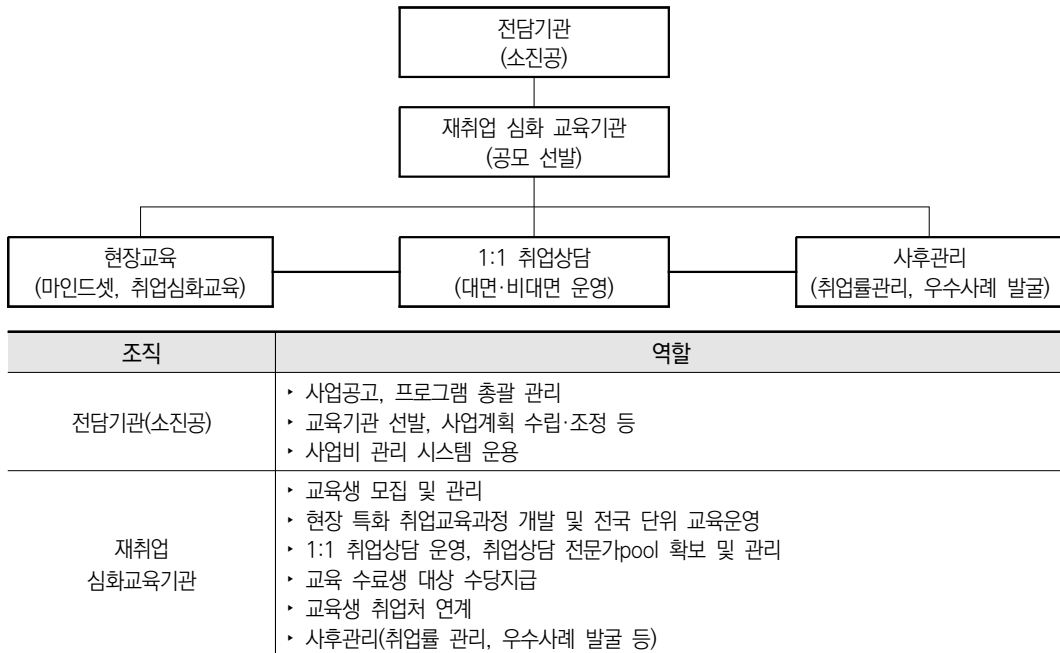 전담기관
(소진공)
재취업 심화 교육기관
(공모 선발)
현장교육
(마인드셋, 취업심화교육)
1:1 취업상담
(대면·비대면 운영)
사후관리
(취업률관리, 우수사례 발굴)
조직
역할
전담기관(소진공)
‣ 사업공고, 프로그램 총괄 관리
‣ 교육기관 선발, 사업계획 수립·조정 등
‣ 사업비 관리 시스템 운용
재취업
심화교육기관
‣ 교육생 모집 및 관리
‣ 현장 특화 취업교육과정 개발 및 전국 단위 교육운영
‣ 1:1 취업상담 운영, 취업상담 전문가pool 확보 및 관리
‣ 교육 수료생 대상 수당지급
‣ 교육생 취업처 연계
‣ 사후관리(취업률 관리, 우수사례 발굴 등)